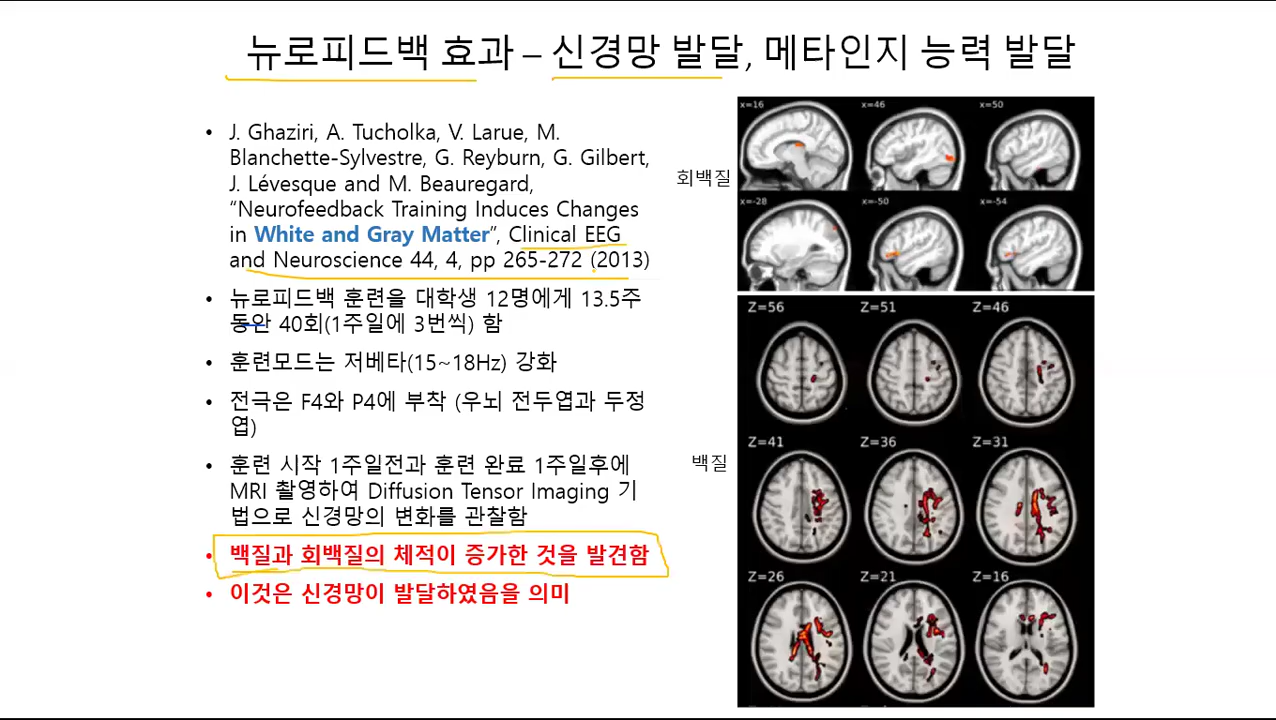 뉴로피드백 효과 – 신경망 발달, 메타인지 능력 발달
• J. Ghaziri, A. Tucholka, V. Larue, M.
Blanchette-Sylvestre, G. Reyburn, G. Gilbert,
J. Lévesque and M. Beauregard,
“Neurofeedback Training Induces Changes
in White and Gray Matter”, Clinical EEG
and Neuroscience 44, 4, pp 265-272 (2013)
• 뉴로피드백 훈련을 대학생 12명에게 13.5주
동안 40회(1주일에 3번씩) 함
• 훈련모드는 저베타(15~18Hz) 강화
• 전극은 F4와 P4에 부착 (우뇌 전두엽과 두정
엽)
• 훈련 시작 1주일전과 훈련 완료 1주일후에
MRI 촬영하여 Diffusion Tensor Imaging 기
법으로 신경망의 변화를 관찰함
• 백질과 회백질의 체적이 증가한 것을 발견함
• 이것은 신경망이 발달하였음을 의미
회백질
x=16 x=46 x=50
x=-28 x=-50 x=-54
백질
Z=56 Z=51 Z=46
Z=41 Z=36 Z=31
Z=26 Z=21 Z=16